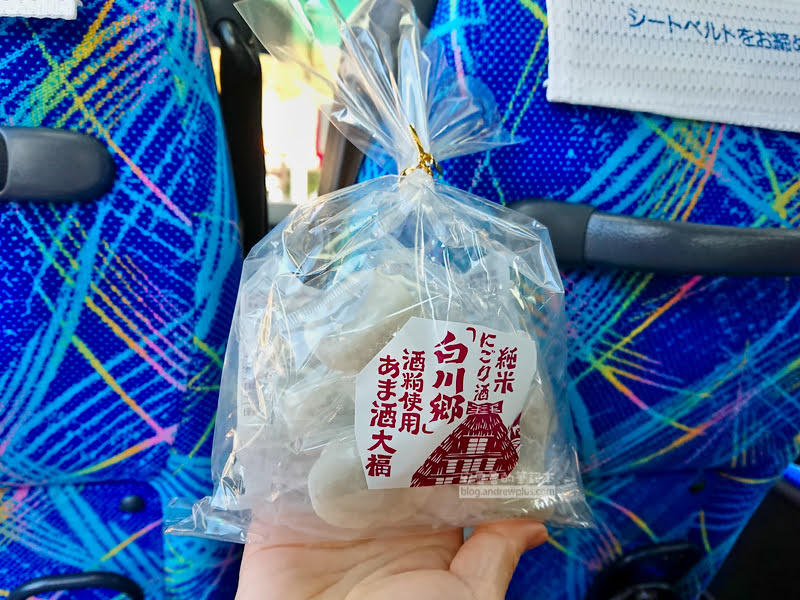 シートベルトをお締め
純米
にごり酒
「白川郷」
酒粕使用
あま酒大福
blog.andrewplus.com